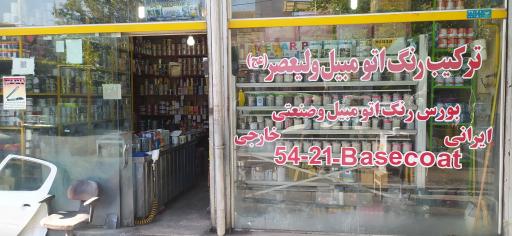 ترکیب رنگ اتومبیل ولیعصر (عج)
بورس رنگ اتومبیل وصنعتی
ایرانی خارجی
54-21-Basecoat